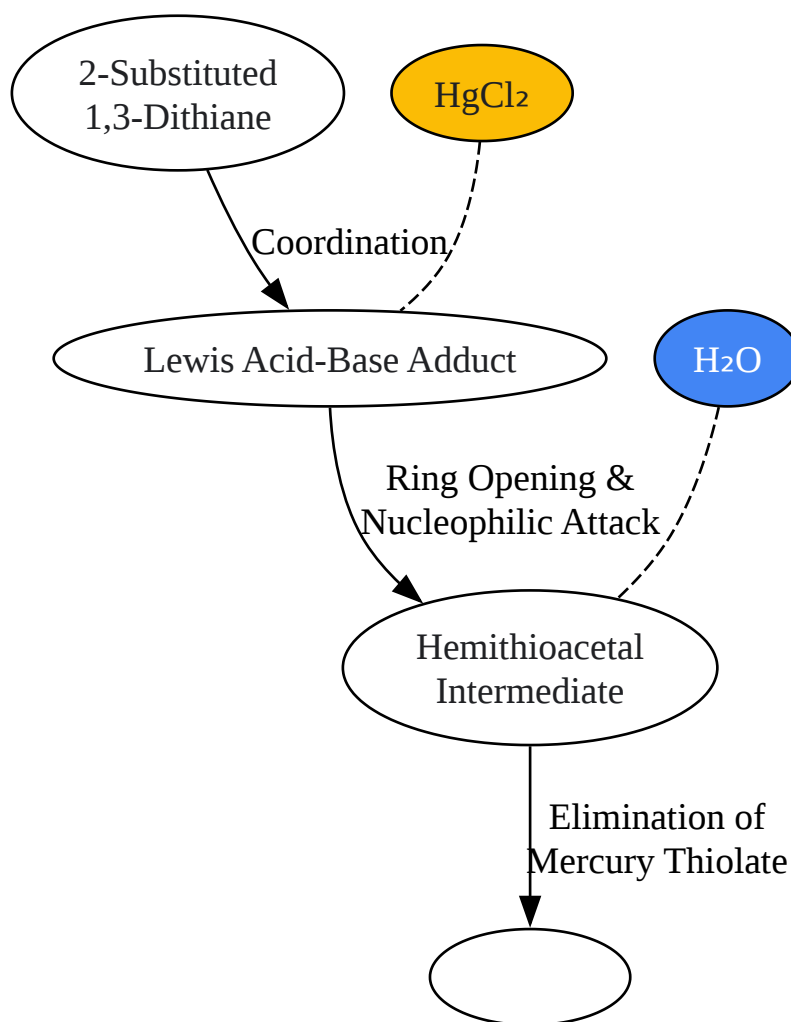 2-Substituted
1,3-Dithiane
HgCl₂
Coordination
Lewis Acid-Base Adduct
H₂O
Ring Opening &
Nucleophilic Attack
Hemithioacetal
Intermediate
Elimination of
Mercury Thiolate